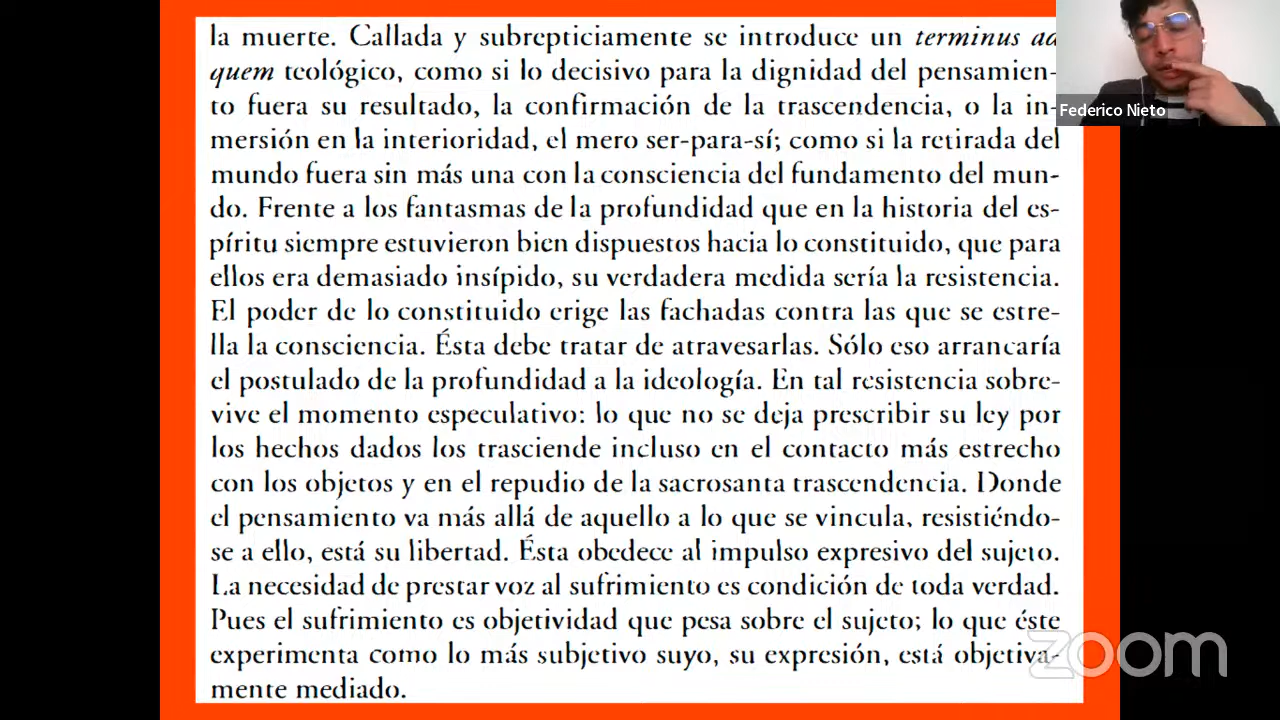 la muerte. Callada y subrepticiamente se introduce un terminus ad
quem teológico, como si lo decisivo para la dignidad del pensamien-
to fuera su resultado, la confirmación de la trascendencia, o la in-
mersión en la interioridad, el mero ser-para-sí; como si la retirada del
mundo fuera sin más una con la consciencia del fundamento del mun-
do. Frente a los fantasmas de la profundidad que en la historia del es-
píritu siempre estuvieron bien dispuestos hacia lo constituido, que para
ellos era demasiado insípido, su verdadera medida sería la resistencia.
El poder de lo constituido erige las fachadas contra las que se estre-
lla la consciencia. Ésta debe tratar de atravesarlas. Sólo eso arrancaría
el postulado de la profundidad a la ideología. En tal resistencia sobre-
vive el momento especulativo: lo que no se deja prescribir su ley por
los hechos dados los trasciende incluso en el contacto más estrecho
con los objetos y en el repudio de la sacrosanta trascendencia. Donde
el pensamiento va más allá de aquello a lo que se vincula, resistiéndo-
se a ello, está su libertad. Ésta obedece al impulso expresivo del sujeto.
La necesidad de prestar voz al sufrimiento es condición de toda verdad.
Pues el sufrimiento es objetividad que pesa sobre el sujeto; lo que éste
experimenta como lo más subjetivo suyo, su expresión, está objetiva-
mente mediado.
Federico Nieto
zoom